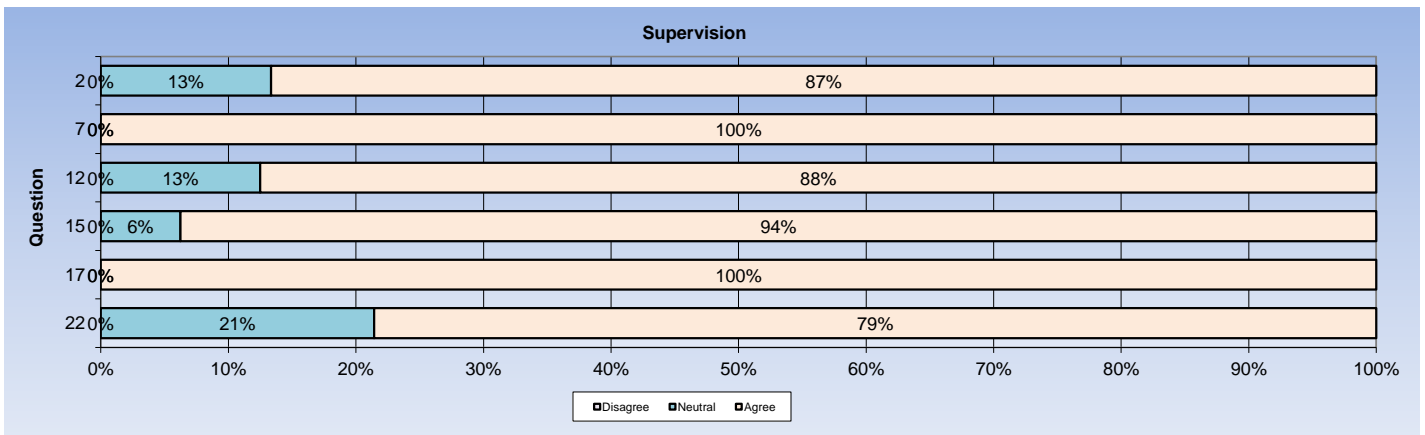 Supervision
Question
2 0% 13% 87%
7 0% 0% 100%
12 0% 13% 88%
15 0% 6% 94%
17 0% 0% 100%
22 0% 21% 79%
0% 10% 20% 30% 40% 50% 60% 70% 80% 90% 100%
Disagree Neutral Agree